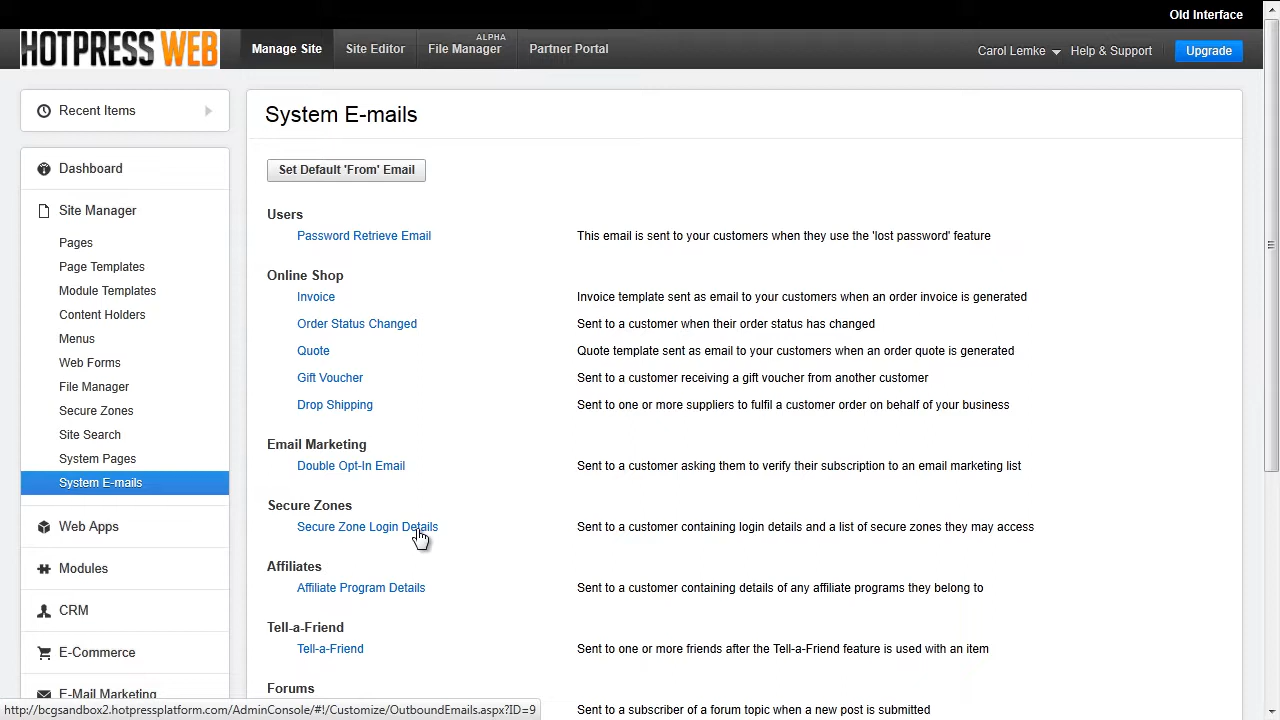 Old Interface
HOTPRESS WEB
Manage Site
Site Editor
ALPHA
File Manager
Partner Portal
Carol Lemke
Help & Support
Upgrade
Recent Items
Dashboard
Site Manager
Pages
Page Templates
Module Templates
Content Holders
Menus
Web Forms
File Manager
Secure Zones
Site Search
System Pages
System E-mails
Web Apps
Modules
CRM
E-Commerce
E-Mail Marketing
System E-mails
Set Default 'From' Email
Users
Password Retrieve Email This email is sent to your customers when they use the 'lost password' feature
Online Shop
Invoice Invoice template sent as email to your customers when an order invoice is generated
Order Status Changed Sent to a customer when their order status has changed
Quote Quote template sent as email to your customers when an order quote is generated
Gift Voucher Sent to a customer receiving a gift voucher from another customer
Drop Shipping Sent to one or more suppliers to fulfil a customer order on behalf of your business
Email Marketing
Double Opt-In Email Sent to a customer asking them to verify their subscription to an email marketing list
Secure Zones
Secure Zone Login Details Sent to a customer containing login details and a list of secure zones they may access
Affiliates
Affiliate Program Details Sent to a customer containing details of any affiliate programs they belong to
Tell-a-Friend
Tell-a-Friend Sent to one or more friends after the Tell-a-Friend feature is used with an item
Forums
Sent to a subscriber of a forum topic when a new post is submitted
http://bcgsandbox2.hotpressplatform.com/AdminConsole/#!/Customize/OutboundEmails.aspx?ID=9